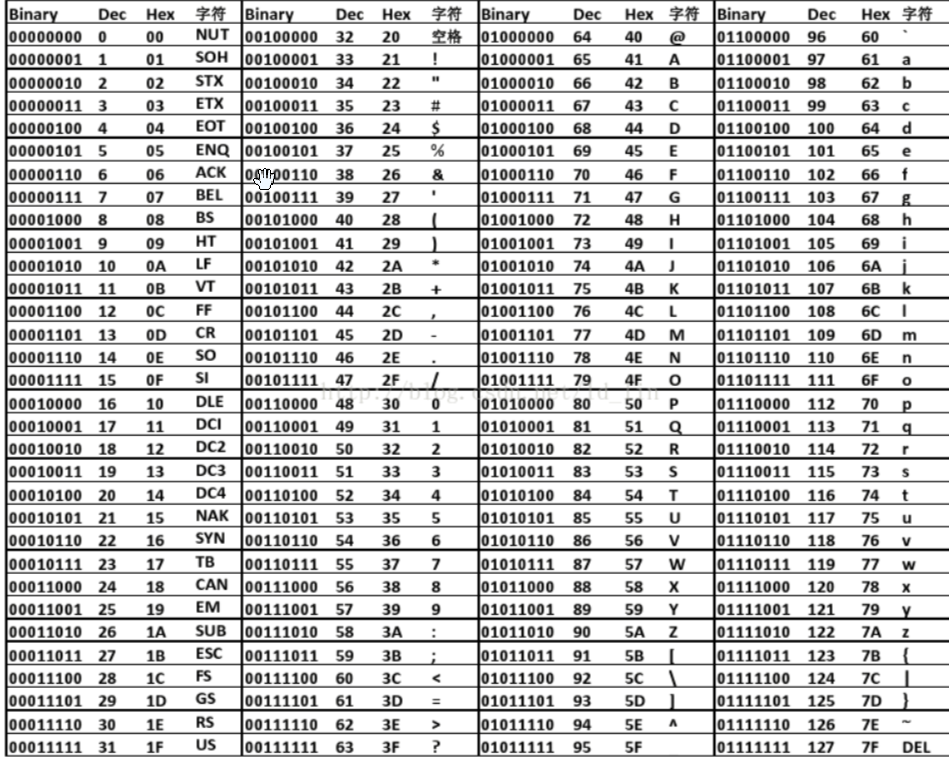 Binary Dec Hex 字符 Binary Dec Hex 字符 Binary Dec Hex 字符 Binary Dec Hex 字符
00000000 0 00 NUT 00100000 32 20 空格 01000000 64 40 @ 01100000 96 60 `
00000001 1 01 SOH 00100001 33 21 ! 01000001 65 41 A 01100001 97 61 a
00000010 2 02 STX 00100010 34 22 " 01000010 66 42 B 01100010 98 62 b
00000011 3 03 ETX 00100011 35 23 # 01000011 67 43 C 01100011 99 63 c
00000100 4 04 EOT 00100100 36 24 $ 01000100 68 44 D 01100100 100 64 d
00000101 5 05 ENQ 00100101 37 25 % 01000101 69 45 E 01100101 101 65 e
00000110 6 06 ACK 38 26 & 01000110 70 46 F 01100110 102 66 f
00000111 7 07 BEL 00100111 39 27 ' 01000111 71 47 G 01100111 103 67 g
00001000 8 08 BS 00101000 40 28 ( 01001000 72 48 H 01101000 104 68 h
00001001 9 09 HT 00101001 41 29 ) 01001001 73 49 I 01101001 105 69 i
00001010 10 0A LF 00101010 42 2A * 01001010 74 4A J 01101010 106 6A j
00001011 11 0B VT 00101011 43 2B + 01001011 75 4B K 01101011 107 6B k
00001100 12 0C FF 00101100 44 2C , 01001100 76 4C L 01101100 108 6C l
00001101 13 0D CR 00101101 45 2D - 01001101 77 4D M 01101101 109 6D m
00001110 14 0E SO 00101110 46 2E . 01001110 78 4E N 01101110 110 6E n
00001111 15 0F SI 00101111 47 2F / 01001111 79 4F O 01101111 111 6F o
00010000 16 10 DLE 00110000 48 30 0 01010000 80 50 P 01110000 112 70 p
00010001 17 11 DCI 00110001 49 31 1 01010001 81 51 Q 01110001 113 71 q
00010010 18 12 DC2 00110010 50 32 2 01010010 82 52 R 01110010 114 72 r
00010011 19 13 DC3 00110011 51 33 3 01010011 83 53 S 01110011 115 73 s
00010100 20 14 DC4 00110100 52 34 4 01010100 84 54 T 01110100 116 74 t
00010101 21 15 NAK 00110101 53 35 5 01010101 85 55 U 01110101 117 75 u
00010110 22 16 SYN 00110110 54 36 6 01010110 86 56 V 01110110 118 76 v
00010111 23 17 TB 00110111 55 37 7 01010111 87 57 W 01110111 119 77 w
00011000 24 18 CAN 00111000 56 38 8 01011000 88 58 X 01111000 120 78 x
00011001 25 19 EM 00111001 57 39 9 01011001 89 59 Y 01111001 121 79 y
00011010 26 1A SUB 00111010 58 3A : 01011010 90 5A Z 01111010 122 7A z
00011011 27 1B ESC 00111011 59 3B ; 01011011 91 5B [ 01111011 123 7B {
00011100 28 1C FS 00111100 60 3C < 01011100 92 5C \ 01111100 124 7C |
00011101 29 1D GS 00111101 61 3D = 01011101 93 5D ] 01111101 125 7D }
00011110 30 1E RS 00111110 62 3E > 01011110 94 5E ^ 01111110 126 7E ~
00011111 31 1F US 00111111 63 3F ? 01011111 95 5F 01111111 127 7F DEL